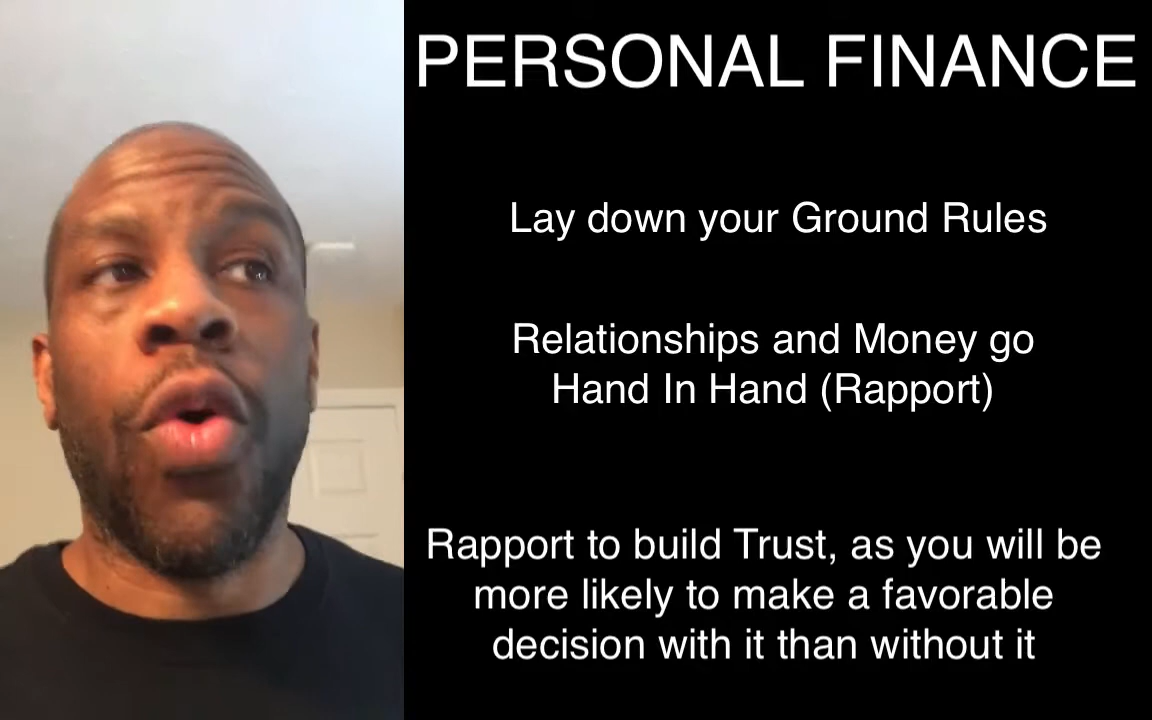 PERSONAL FINANCE
Lay down your Ground Rules
Relationships and Money go
Hand In Hand (Rapport)
Rapport to build Trust, as you will be
more likely to make a favorable
decision with it than without it